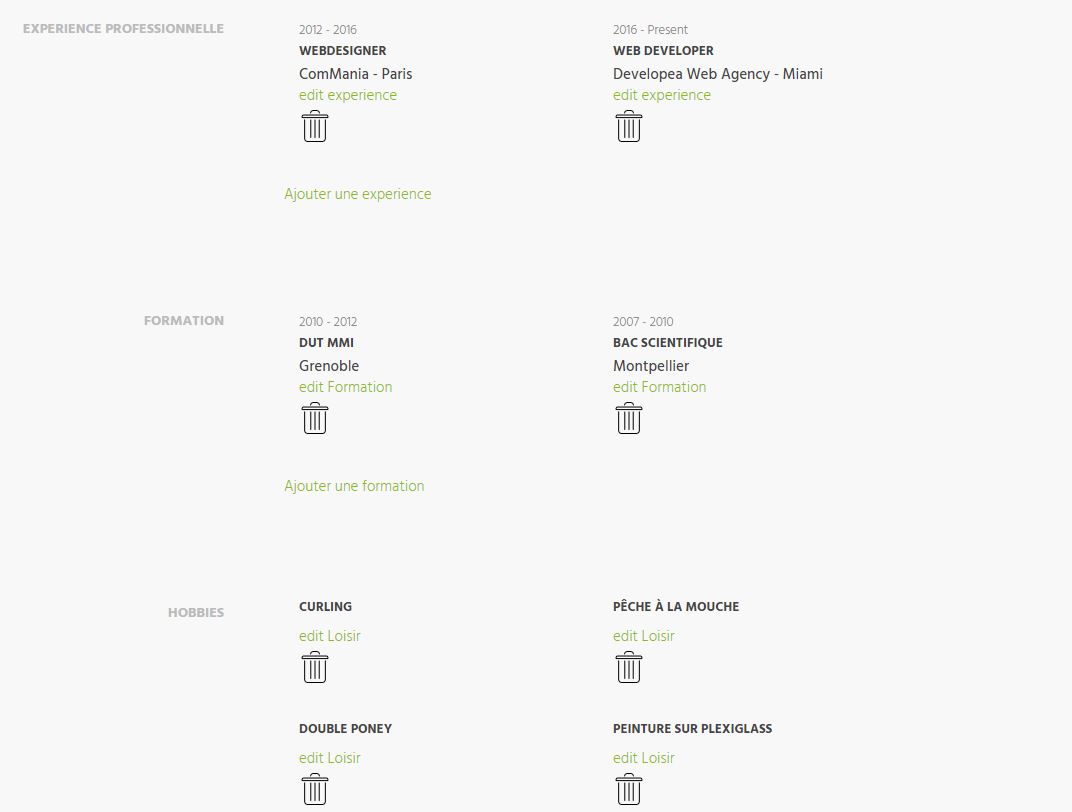 EXPERIENCE PROFESSIONNELLE
2012 - 2016
WEBDESIGNER
ComMania - Paris
edit experience
2016 - Present
WEB DEVELOPER
Developea Web Agency - Miami
edit experience
Ajouter une experience
FORMATION
2010 - 2012
DUT MMI
Grenoble
edit Formation
2007 - 2010
BAC SCIENTIFIQUE
Montpellier
edit Formation
Ajouter une formation
HOBBIES
CURLING
edit Loisir
PÊCHE À LA MOUCHE
edit Loisir
DOUBLE PONEY
edit Loisir
PEINTURE SUR PLEXIGLASS
edit Loisir